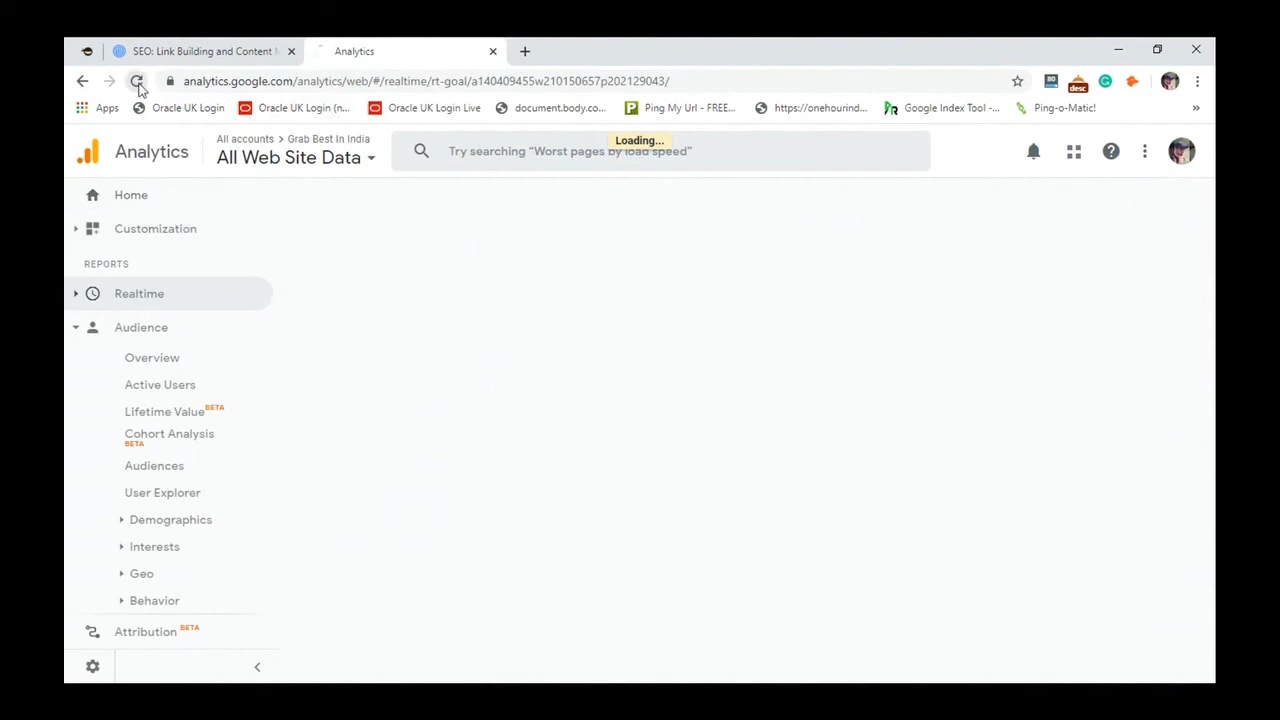 SEO: Link Building and Content M
Analytics
analytics.google.com/analytics/web/#/realtime/rt-goal/a140409455w210150657p202129043/
desc
Apps
Oracle UK Login
Oracle UK Login (n...
Oracle UK Login Live
document.body.co...
Ping My Url - FREE...
https://onehourind...
Google Index Tool -...
Ping-o-Matic!
»
Analytics
All accounts > Grab Best In India
All Web Site Data
Loading...
Try searching “Worst pages by load speed”
Home
Customization
REPORTS
Realtime
Audience
Overview
Active Users
Lifetime Value BETA
Cohort Analysis
BETA
Audiences
User Explorer
Demographics
Interests
Geo
Behavior
Attribution BETA